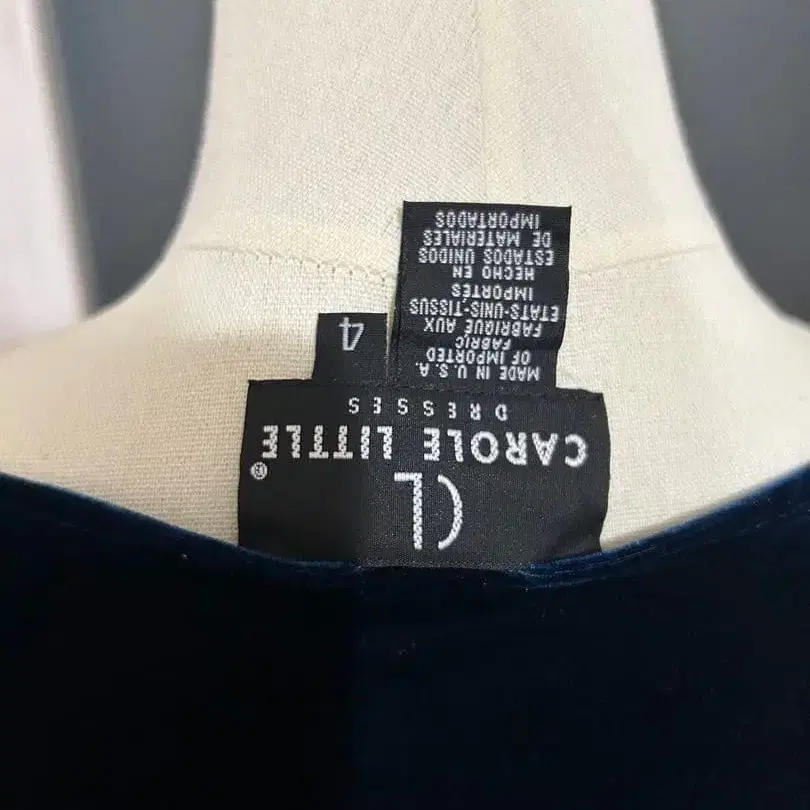 CL
CAROLE LITTLE®
DRESSES
4
MADE IN U.S.A.
OF IMPORTED
FABRIC
FABRIQUE AUX
ETATS-UNIS-TISSUS
IMPORTÉS
HECHO EN
ESTADOS UNIDOS
DE MATERIALES
IMPORTADOS